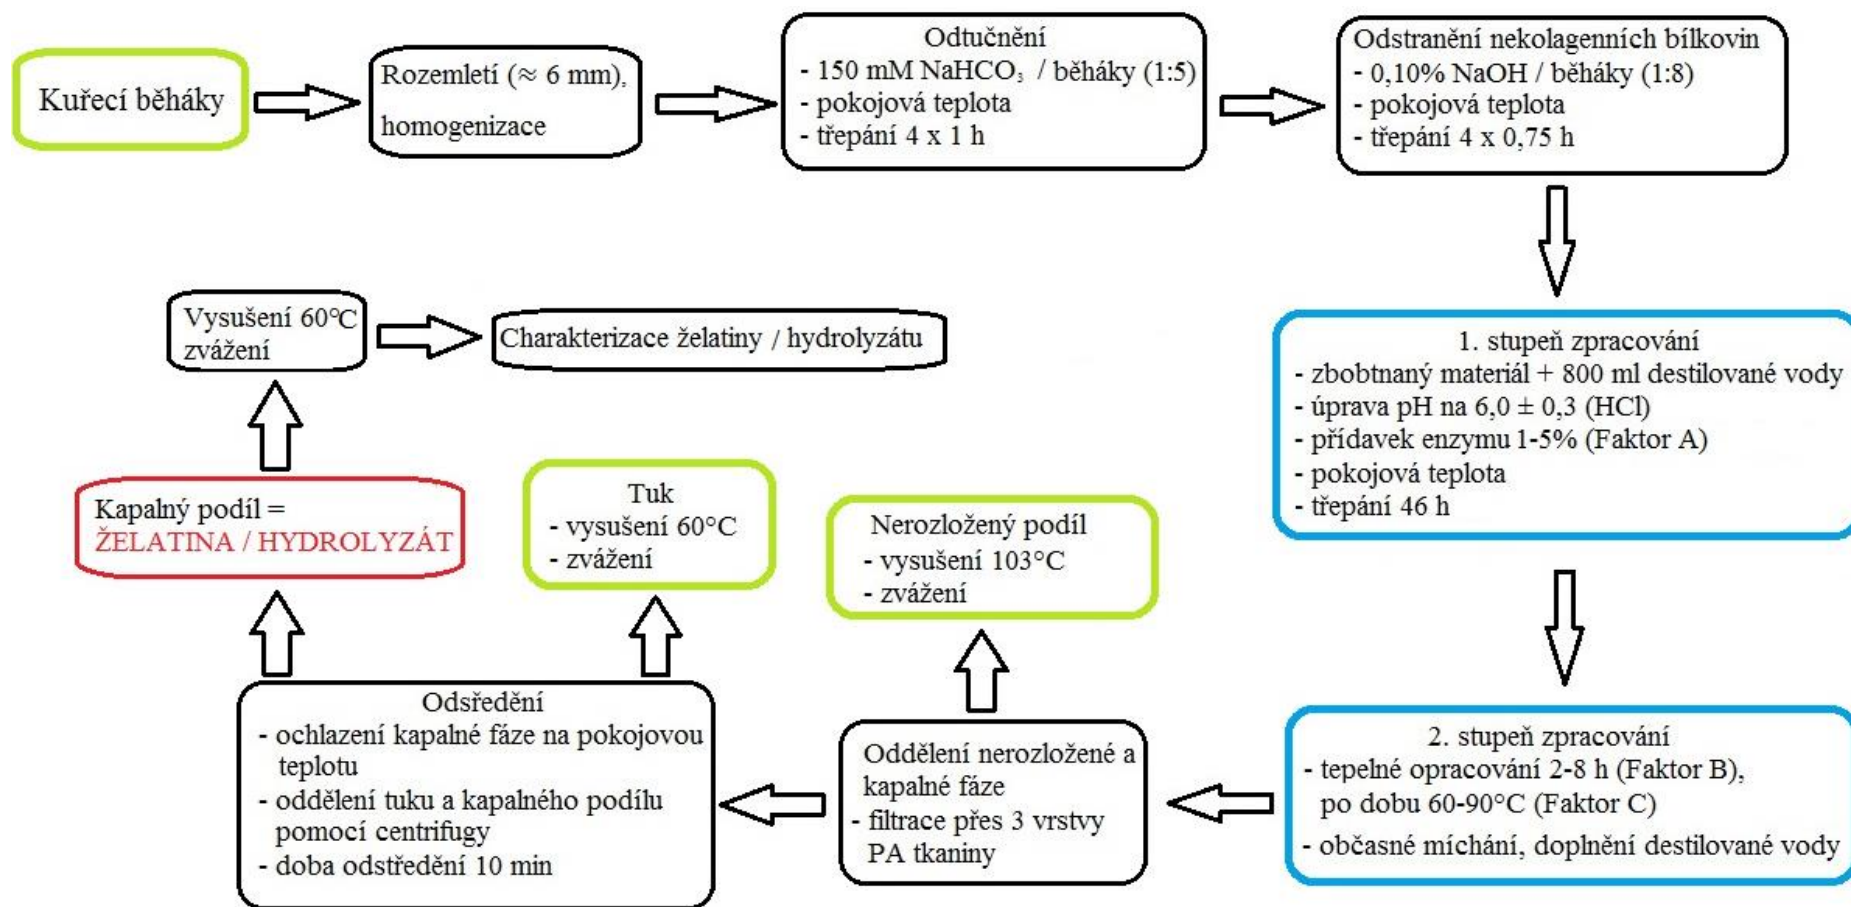 Kuřecí běháky
Rozemletí (≈ 6 mm),
homogenizace
Odtučnění
- 150 mM NaHCO₃ / běháky (1:5)
- pokojová teplota
- třepání 4 x 1 h
Odstranění nekolagenních bílkovin
- 0,10% NaOH / běháky (1:8)
- pokojová teplota
- třepání 4 x 0,75 h
1. stupeň zpracování
- zbobtnaný materiál + 800 ml destilované vody
- úprava pH na 6,0 ± 0,3 (HCl)
- přídavek enzymu 1-5% (Faktor A)
- pokojová teplota
- třepání 46 h
2. stupeň zpracování
- tepelné opracování 2-8 h (Faktor B),
po dobu 60-90°C (Faktor C)
- občasné míchání, doplnění destilované vody
Oddělení nerozložené a
kapalné fáze
- filtrace přes 3 vrstvy
PA tkaniny
Nerozložený podíl
- vysušení 103°C
- zvážení
Odsředění
- ochlazení kapalné fáze na pokojovou
teplotu
- oddělení tuku a kapalného podílu
pomocí centrifugy
- doba odstředění 10 min
Tuk
- vysušení 60°C
- zvážení
Kapalný podíl =
ŽELATINA / HYDROLYZÁT
Vysušení 60°C
zvážení
Charakterizace želatiny / hydrolyzátu